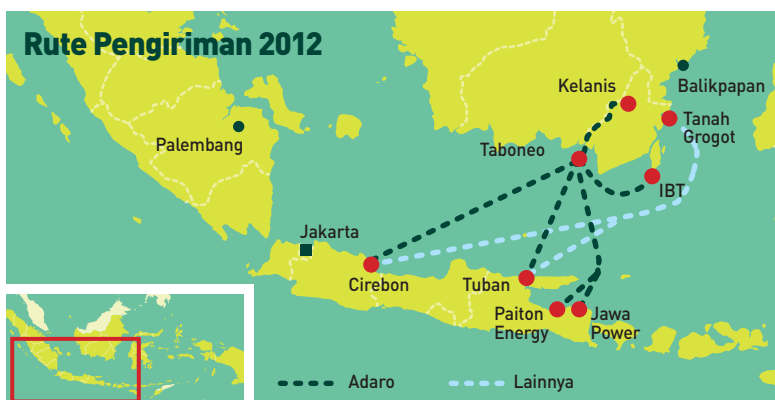 Rute Pengiriman 2012
Kelanis
Balikpapan
Tanah
Grogot
Palembang
Taboneo
IBT
Jakarta
Cirebon
Tuban
Paiton
Energy
Jawa
Power
Adaro
Lainnya